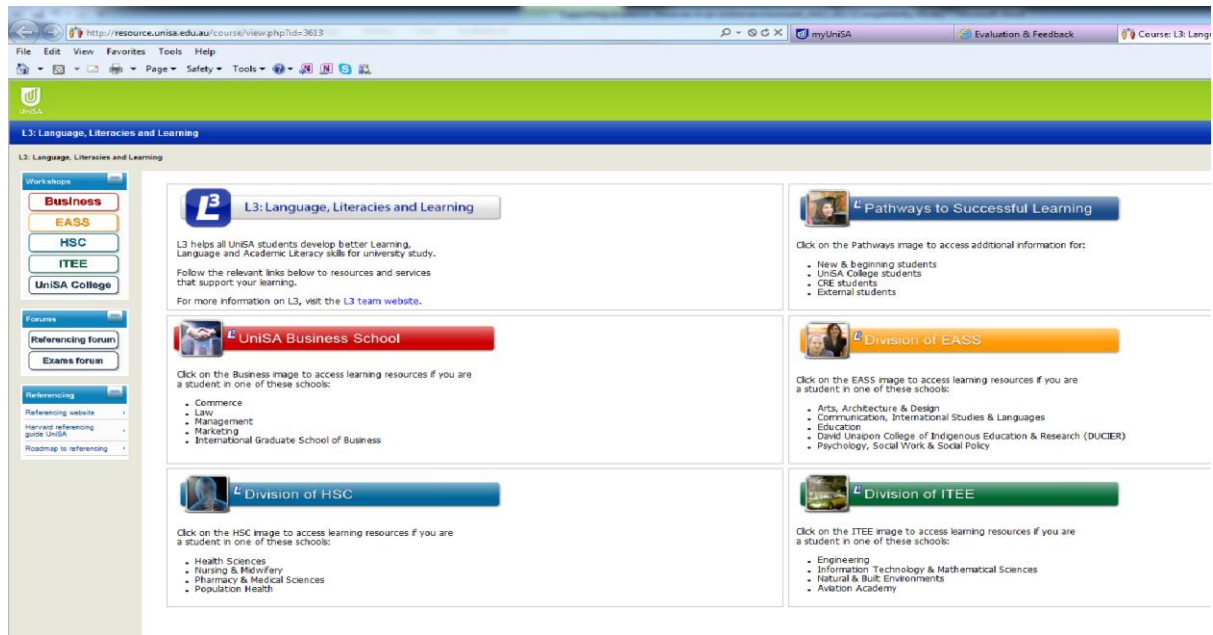 http://resource.unisa.edu.au/course/view.php?id=3613
myUniSA
Evaluation & Feedback
Course: L3: Langu
File Edit View Favorites Tools Help
Page Safety Tools
UniSA
L3: Language, Literacies and Learning
L3: Language, Literacies and Learning
Workshops
Business
EASS
HSC
ITEE
UniSA College
Forums
Referencing forum
Exams forum
Referencing
Referencing website
Harvard referencing
guide UniSA
Roadmap to referencing
L3
L3: Language, Literacies and Learning
L3 helps all UniSA students develop better Learning,
Language and Academic Literacy skills for university study.
Follow the relevant links below to resources and services
that support your learning.
For more information on L3, visit the L3 team website.
Pathways to Successful Learning
Click on the Pathways image to access additional information for:
New & beginning students
UniSA College students
CRE students
External students
UniSA Business School
Click on the Business image to access learning resources if you are
a student in one of these schools:
Commerce
Law
Management
Marketing
International Graduate School of Business
Division of EASS
Click on the EASS image to access learning resources if you are
a student in one of these schools:
Arts, Architecture & Design
Communication, International Studies & Languages
Education
David Unaipon College of Indigenous Education & Research (DUCIER)
Psychology, Social Work & Social Policy
Division of HSC
Click on the HSC image to access learning resources if you are
a student in one of these schools:
Health Sciences
Nursing & Midwifery
Pharmacy & Medical Sciences
Population Health
Division of ITEE
Click on the ITEE image to access learning resources if you are
a student in one of these schools:
Engineering
Information Technology & Mathematical Sciences
Natural & Built Environments
Aviation Academy